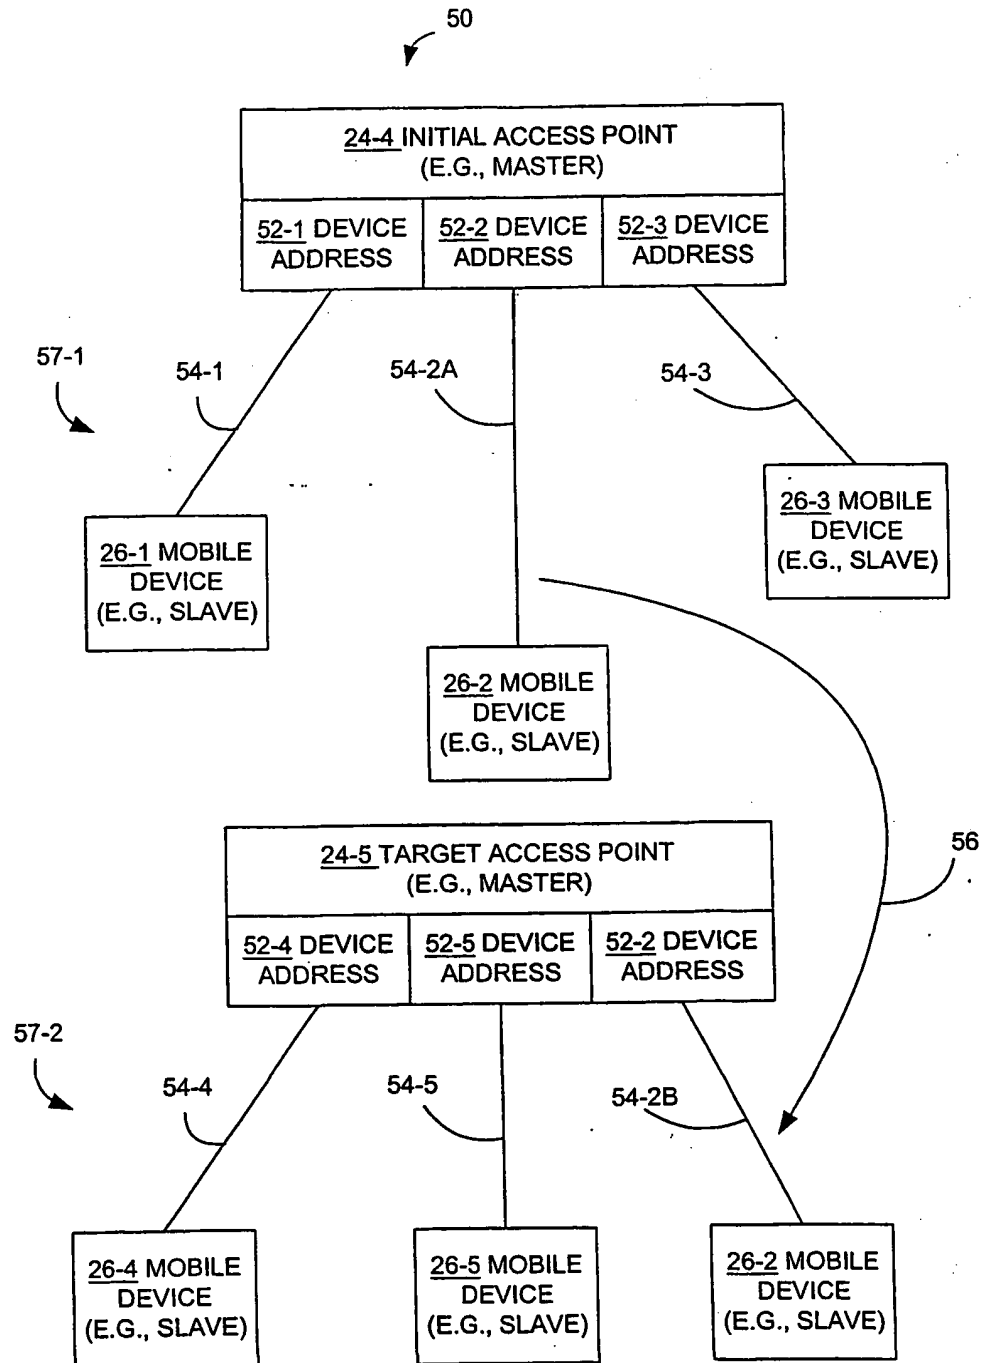 50
24-4 INITIAL ACCESS POINT
(E.G., MASTER)
52-1 DEVICE
ADDRESS
52-2 DEVICE
ADDRESS
52-3 DEVICE
ADDRESS
57-1
54-1
54-2A
54-3
26-1 MOBILE
DEVICE
(E.G., SLAVE)
26-3 MOBILE
DEVICE
(E.G., SLAVE)
26-2 MOBILE
DEVICE
(E.G., SLAVE)
24-5 TARGET ACCESS POINT
(E.G., MASTER)
56
52-4 DEVICE
ADDRESS
52-5 DEVICE
ADDRESS
52-2 DEVICE
ADDRESS
57-2
54-4
54-5
54-2B
26-4 MOBILE
DEVICE
(E.G., SLAVE)
26-5 MOBILE
DEVICE
(E.G., SLAVE)
26-2 MOBILE
DEVICE
(E.G., SLAVE)